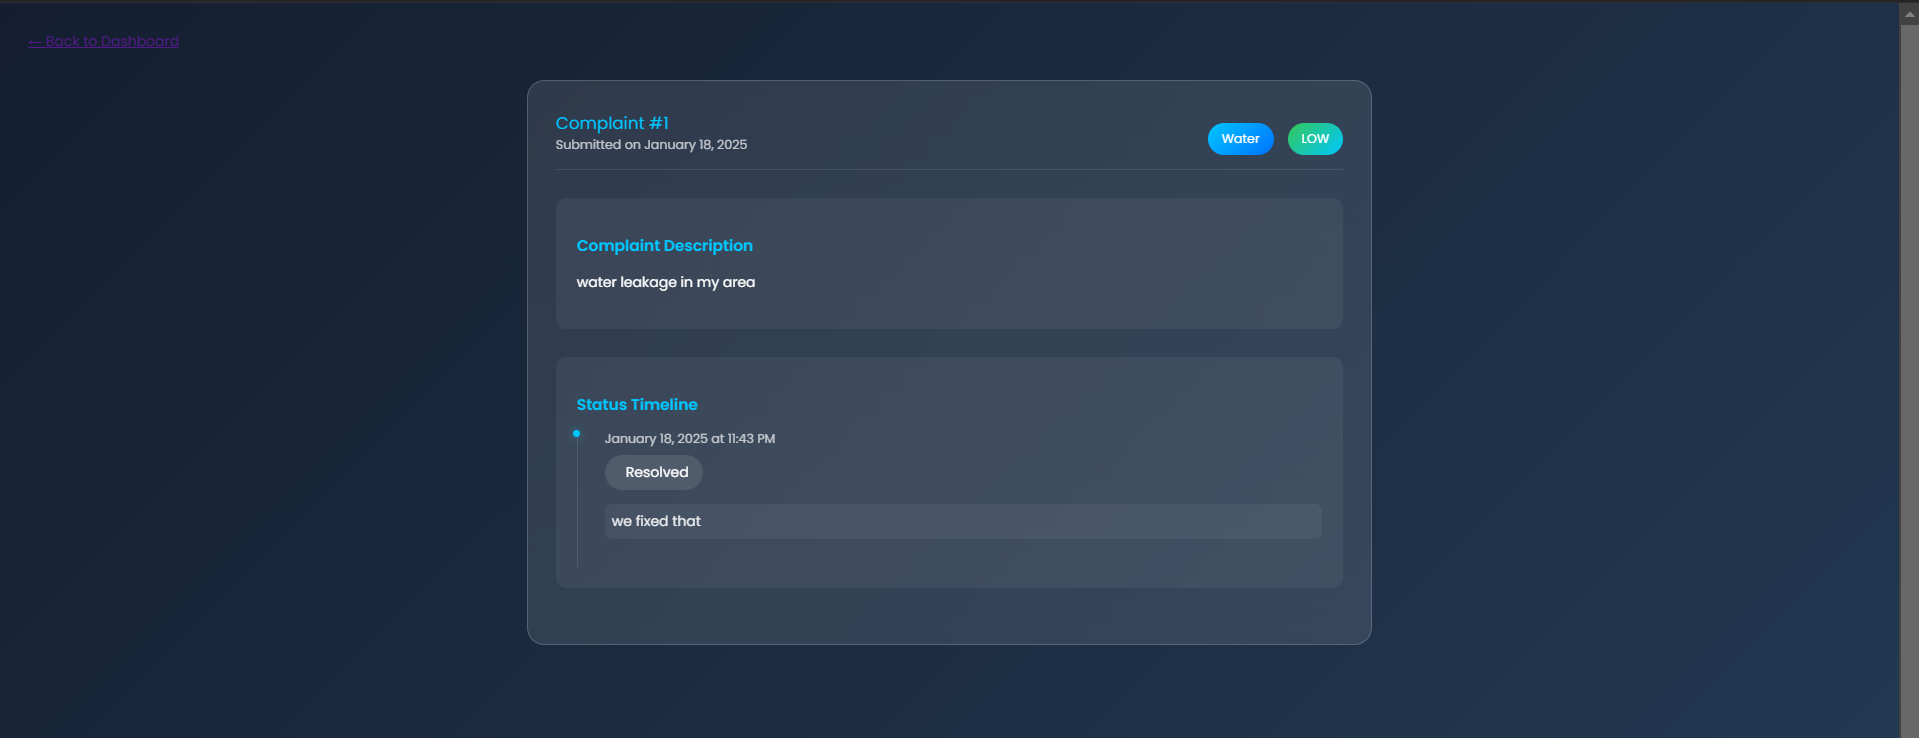 ← Back to Dashboard
Complaint #1
Submitted on January 18, 2025
Water
LOW
Complaint Description
water leakage in my area
Status Timeline
January 18, 2025 at 11:43 PM
Resolved
we fixed that